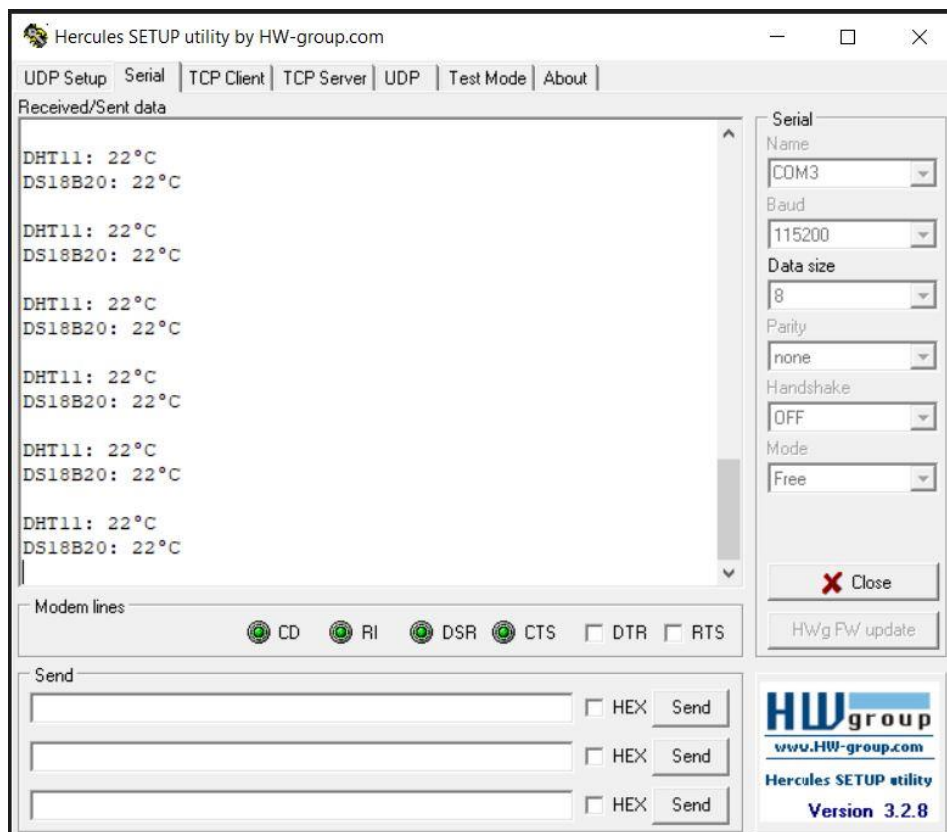 Hercules SETUP utility by HW-group.com
UDP Setup Serial TCP Client TCP Server UDP Test Mode About
Received/Sent data
DHT11: 22°C
DS18B20: 22°C
DHT11: 22°C
DS18B20: 22°C
DHT11: 22°C
DS18B20: 22°C
DHT11: 22°C
DS18B20: 22°C
DHT11: 22°C
DS18B20: 22°C
DHT11: 22°C
DS18B20: 22°C
Serial
Name
COM3
Baud
115200
Data size
8
Parity
none
Handshake
OFF
Mode
Free
Close
HWg FW update
Modem lines
CD RI DSR CTS DTR RTS
Send
HEX Send
HEX Send
HEX Send
HW group
www.HW-group.com
Hercules SETUP utility
Version 3.2.8